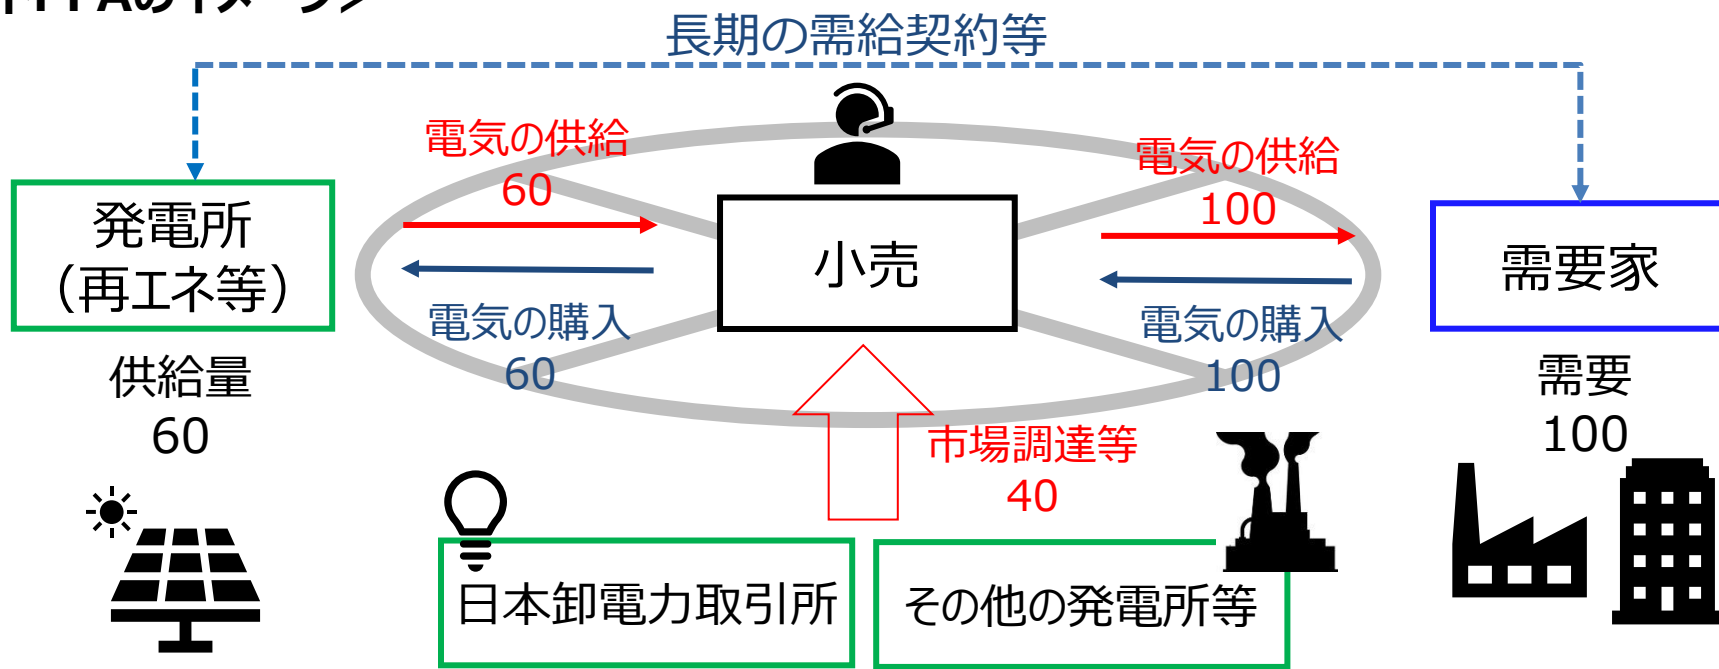 長期の需給契約等
電気の供給
60
電気の供給
100
発電所
（再エネ等）
小売
需要家
電気の購入
60
電気の購入
100
供給量
60
需要
100
市場調達等
40
日本卸電力取引所
その他の発電所等